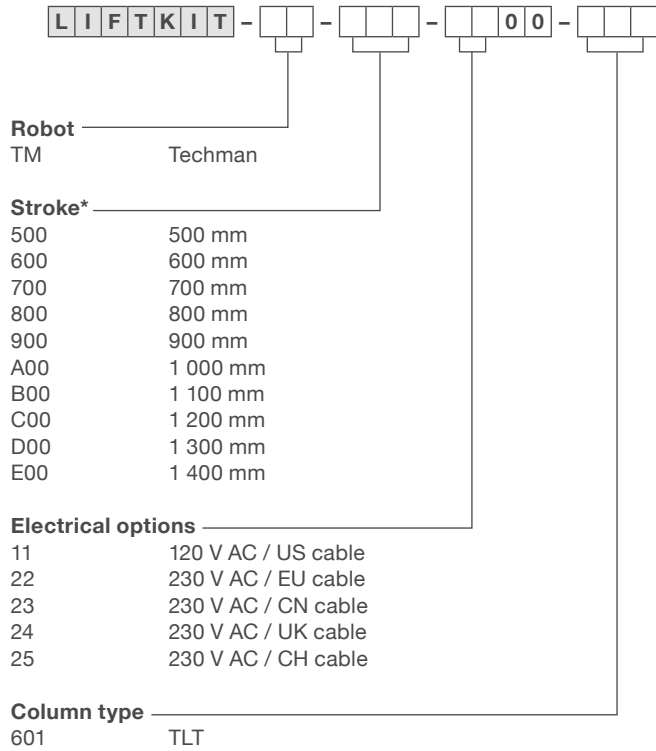 LIFTKIT - - - 00 -
Robot
TM Techman
Stroke*
500 500 mm
600 600 mm
700 700 mm
800 800 mm
900 900 mm
A00 1 000 mm
B00 1 100 mm
C00 1 200 mm
D00 1 300 mm
E00 1 400 mm
Electrical options
11 120 V AC / US cable
22 230 V AC / EU cable
23 230 V AC / CN cable
24 230 V AC / UK cable
25 230 V AC / CH cable
Column type
601 TLT